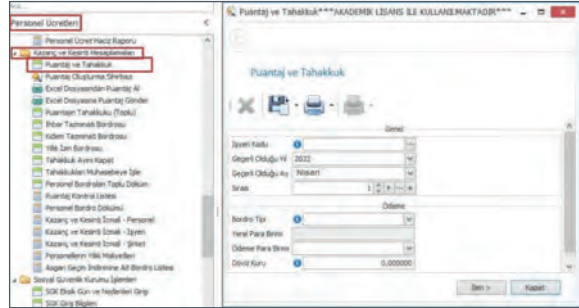 Personel Ücretleri
Personel Ücret Haciz Raporu
Kazanç ve Kesinti Hesaplamaları
Puantaj ve Tahakkuk
Puantaj Oluşturma Sihirbazı
Excel Dosyasından Puantaj Al
Excel Dosyasına Puantaj Gönder
Puantajın Tahakkuku (Toplu)
İhbar Tazminatı Bordrosu
Kıdem Tazminatı Bordrosu
Yıllık İzin Bordrosu
Tahakkuk Ayını Kapat
Tahakkukları Muhasebeye İşle
Personel Bordroları Toplu Döküm
Puantaj Kontrol Listesi
Personel Bordro Dökümü
Kazanç ve Kesinti İcmali - Personel
Kazanç ve Kesinti İcmali - İşyeri
Kazanç ve Kesinti İcmali - Şirket
Personellerin Yıllık Maliyetleri
Asgari Geçim İndirimine Ait Bordro Listesi
Sosyal Güvenlik Kurumu İşlemleri
SGK Eksik Gün ve Nedenleri Girişi
SGK Giriş Bilgileri
Puantaj ve Tahakkuk***AKADEMİK LİSANS İLE KULLANILMAKTADIR***
Puantaj ve Tahakkuk
Genel
İşyeri Kodu
Geçerli Olduğu Yıl 2022
Geçerli Olduğu Ay Nisan
Sıras 1
Ödeme
Bordro Tipi
Yerel Para Birimi
Ödeme Para Birimi
Döviz Kuru 0,000000
İleri > Kapat